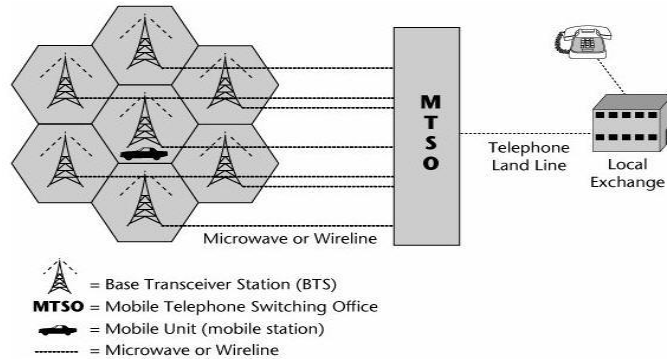 MTSO
Telephone
Land Line
Local
Exchange
Microwave or Wireline
= Base Transceiver Station (BTS)
MTSO = Mobile Telephone Switching Office
= Mobile Unit (mobile station)
= Microwave or Wireline